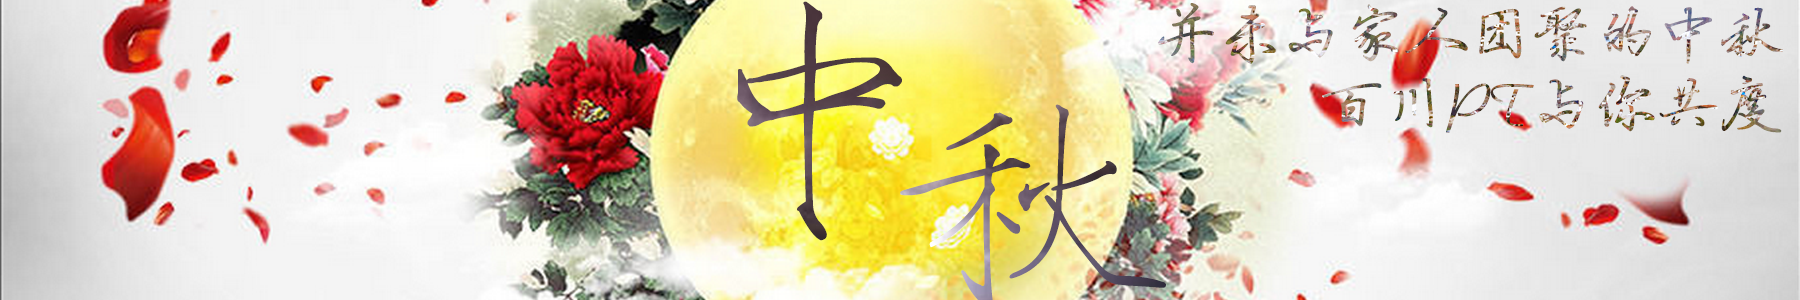 中秋
并未与家人团聚的中秋
百川PT与你共度